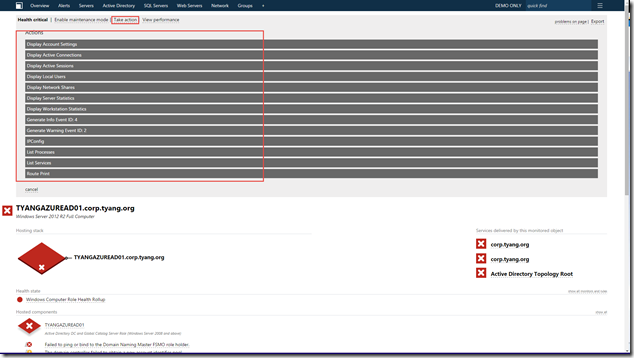 Overview Alerts Servers Active Directory SQL Servers Web Servers Network Groups + DEMO ONLY quick find
Health critical | Enable maintenance mode | Take action | View performance problems on page | Export
Actions
Display Account Settings
Display Active Connections
Display Active Sessions
Display Local Users
Display Network Shares
Display Server Statistics
Display Workstation Statistics
Generate Info Event ID: 4
Generate Warning Event ID: 2
IPConfig
List Processes
List Services
Route Print
cancel
TYANGAZUREAD01.corp.tyang.org
Windows Server 2012 R2 Full Computer
Hosting stack Services delivered by this monitored object
TYANGAZUREAD01.corp.tyang.org
corp.tyang.org
corp.tyang.org
Active Directory Topology Root
Health state
Windows Computer Role Health Rollup
Hosted components show all
TYANGAZUREAD01
Active Directory DC and Global Catalog Server Role (Windows Server 2008 and above)
Failed to ping or bind to the Domain Naming Master FSMO role holder.